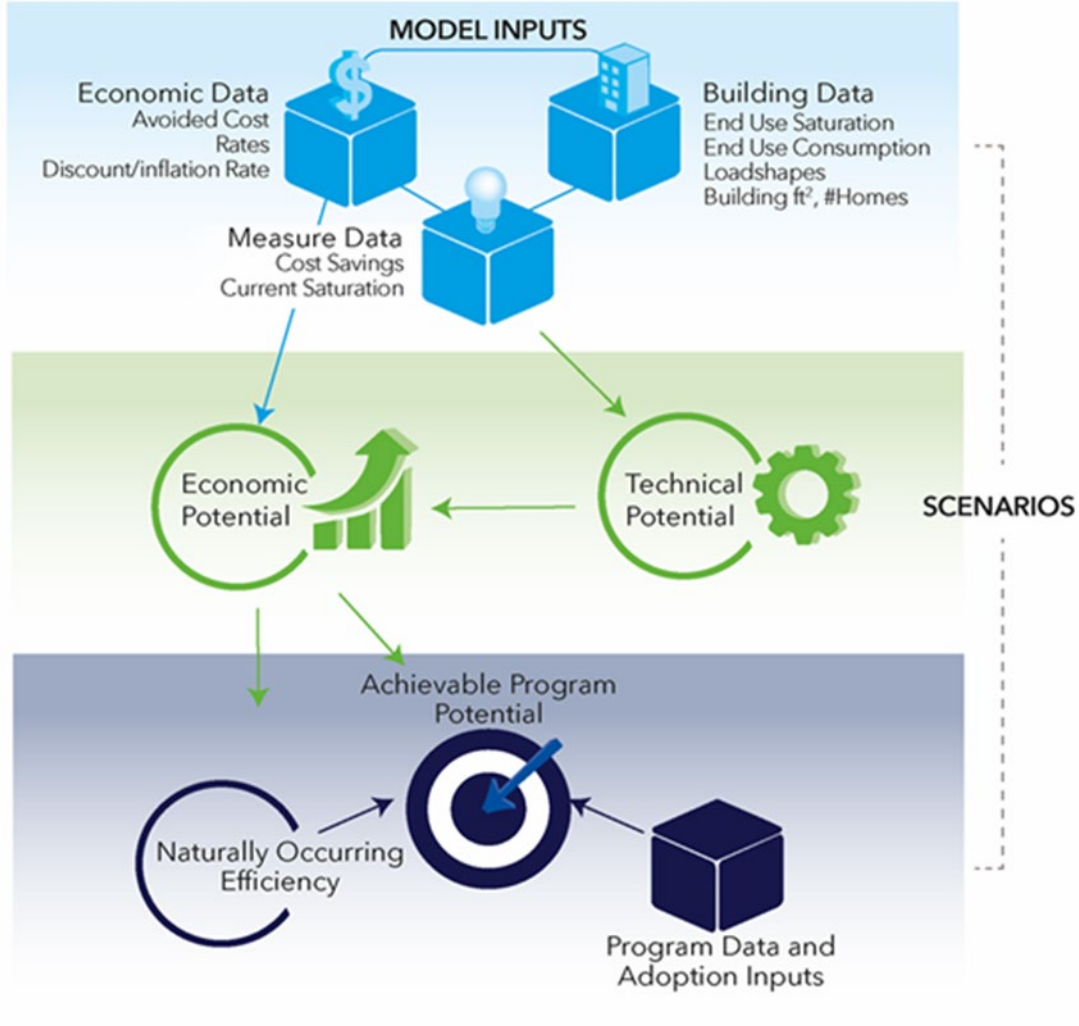 MODEL INPUTS
Economic Data
Avoided Cost
Rates
Discount/inflation Rate
Building Data
End Use Saturation
End Use Consumption
Loadshapes
Building ft², #Homes
Measure Data
Cost Savings
Current Saturation
Economic
Potential
Technical
Potential
SCENARIOS
Achievable Program
Potential
Naturally Occurring
Efficiency
Program Data and
Adoption Inputs